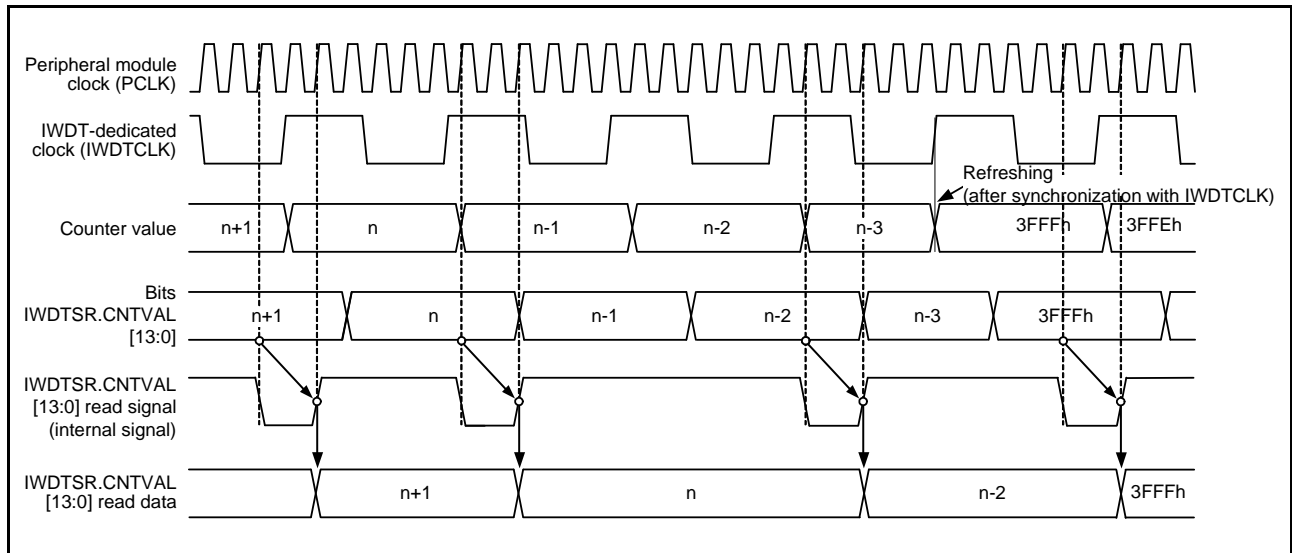 Peripheral module
clock (PCLK)
IWDT-dedicated
clock (IWDTCLK)
Refreshing
(after synchronization with IWDTCLK)
Counter value
n+1
n
n-1
n-2
n-3
3FFFh
3FFEh
Bits
IWDTSR.CNTVAL
[13:0]
n+1
n
n-1
n-2
n-3
3FFFh
IWDTSR.CNTVAL
[13:0] read signal
(internal signal)
IWDTSR.CNTVAL
[13:0] read data
n+1
n
n-2
3FFFh